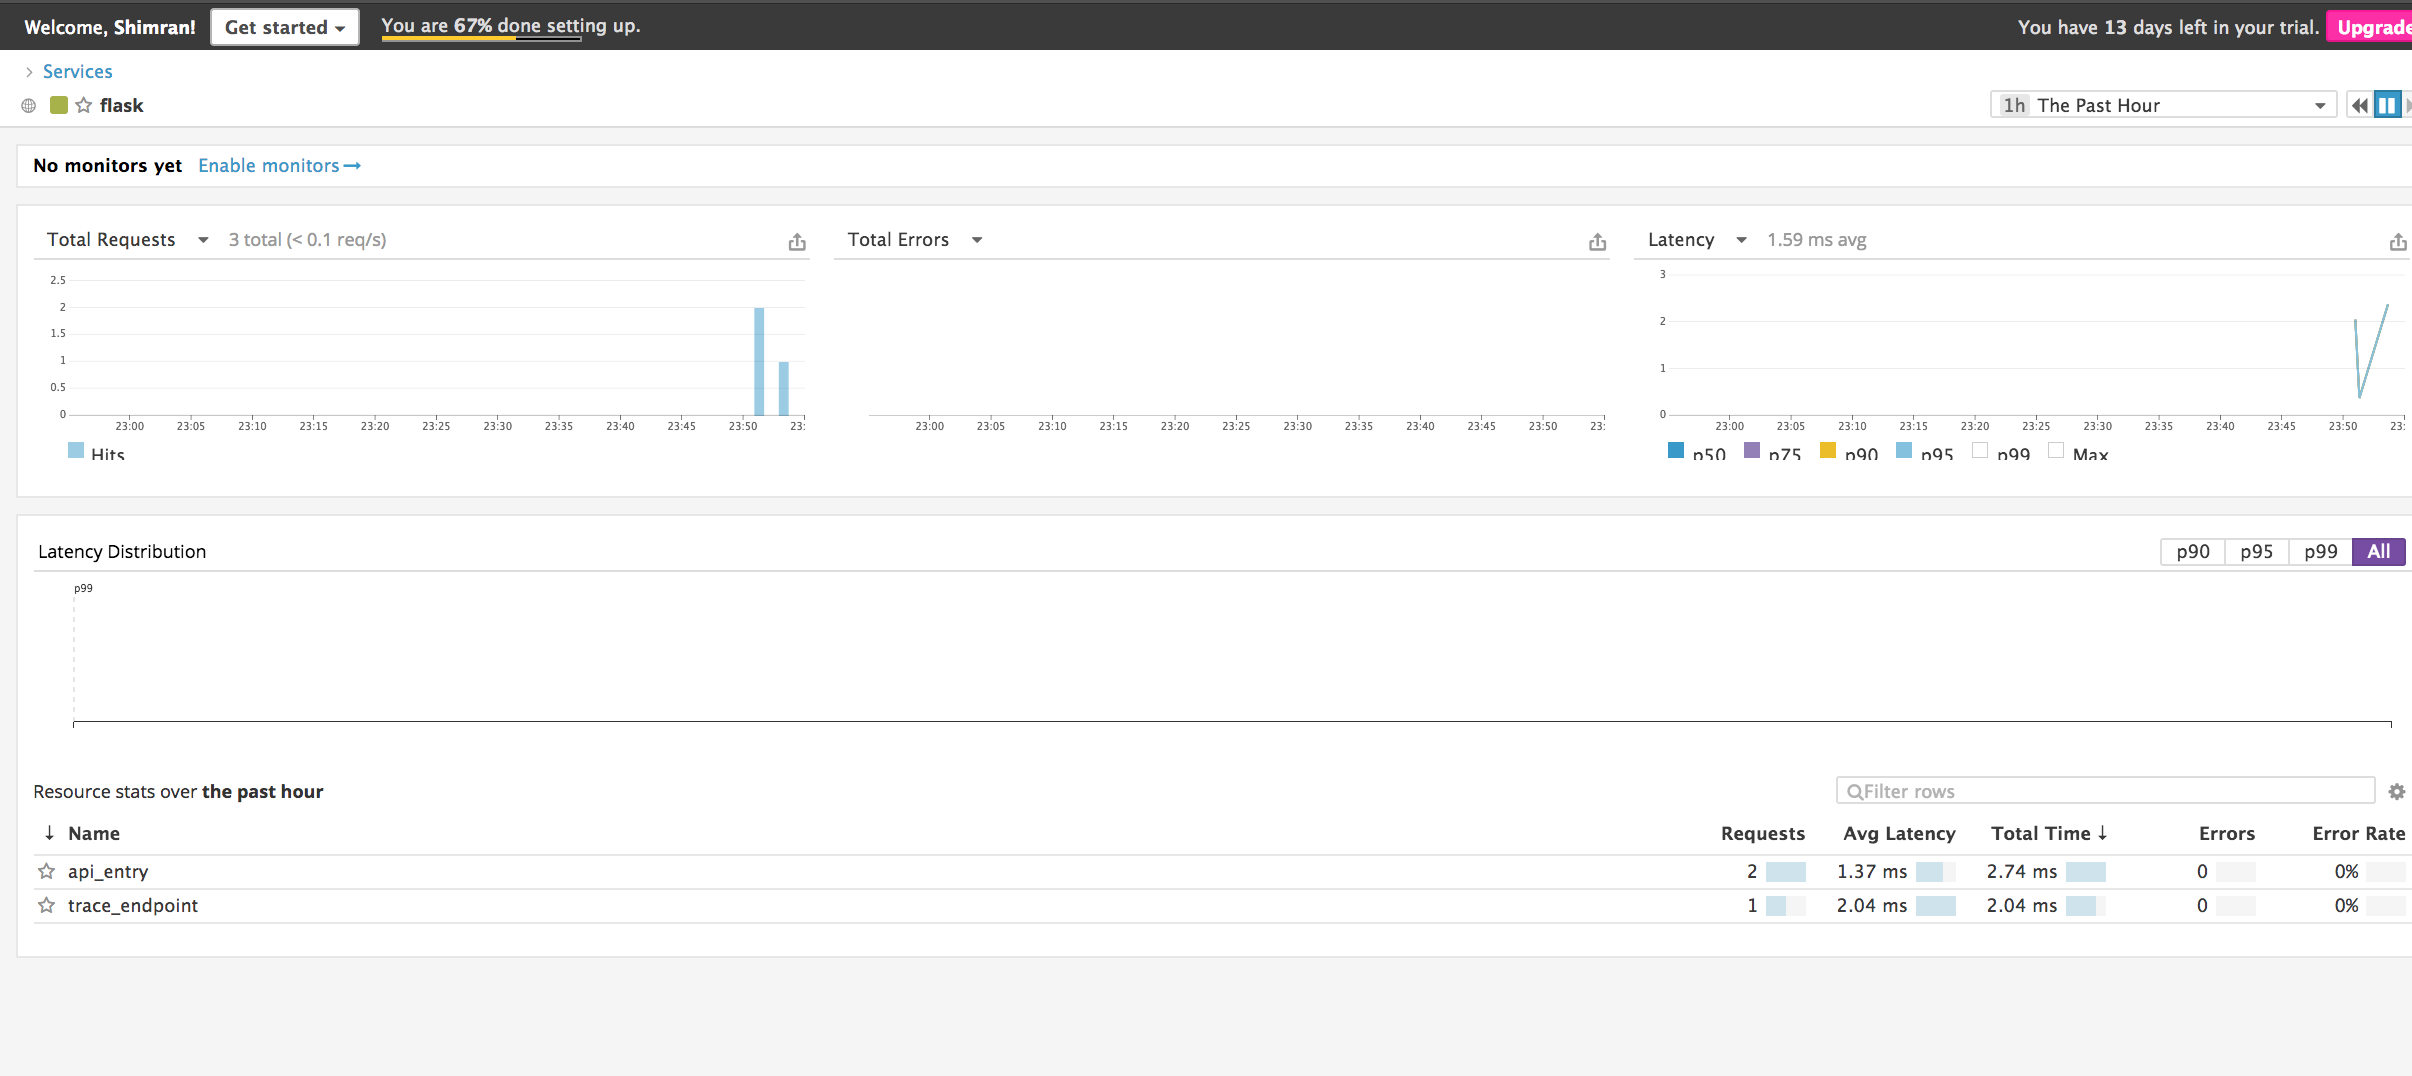 Welcome, Shimran! Get started You are 67% done setting up. You have 13 days left in your trial. Upgrade
Services
flask
1h The Past Hour
No monitors yet Enable monitors
Total Requests 3 total (< 0.1 req/s)
2.5
2
1.5
1
0.5
0
23:00 23:05 23:10 23:15 23:20 23:25 23:30 23:35 23:40 23:45 23:50 23:
Hits
Total Errors
23:00 23:05 23:10 23:15 23:20 23:25 23:30 23:35 23:40 23:45 23:50 23:
Latency 1.59 ms avg
3
2
1
0
23:00 23:05 23:10 23:15 23:20 23:25 23:30 23:35 23:40 23:45 23:50 23:
p50 p75 p90 p95 p99 Max
Latency Distribution p90 p95 p99 All
p99
Resource stats over the past hour Filter rows
↓ Name Requests Avg Latency Total Time ↓ Errors Error Rate
api_entry 2 1.37 ms 2.74 ms 0 0%
trace_endpoint 1 2.04 ms 2.04 ms 0 0%